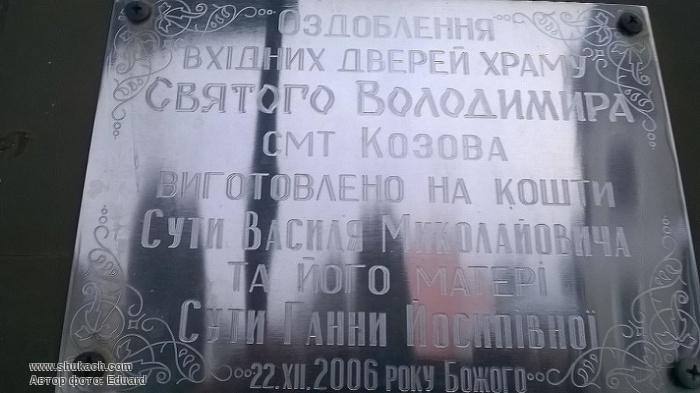 Оздоблення
вхідних дверей храму
Святого Володимира
смт Козова
виготовлено на кошти
Сути Василя Миколайовича
та його матері
Сути Ганни Йосипівної
22.XII.2006 року Божого
www.shukach.com
Автор фото: Eduard